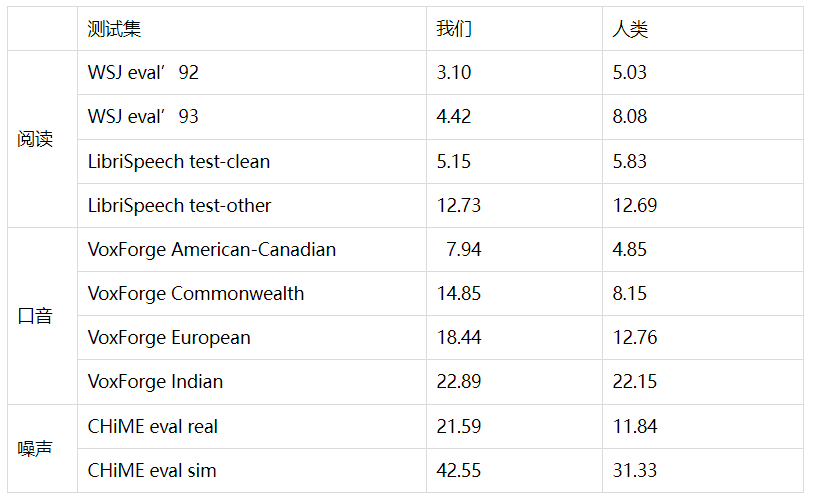 测试集 我们 人类
阅读
WSJ eval’92 3.10 5.03
WSJ eval’93 4.42 8.08
LibriSpeech test-clean 5.15 5.83
LibriSpeech test-other 12.73 12.69
口音
VoxForge American-Canadian 7.94 4.85
VoxForge Commonwealth 14.85 8.15
VoxForge European 18.44 12.76
VoxForge Indian 22.89 22.15
噪声
CHiME eval real 21.59 11.84
CHiME eval sim 42.55 31.33